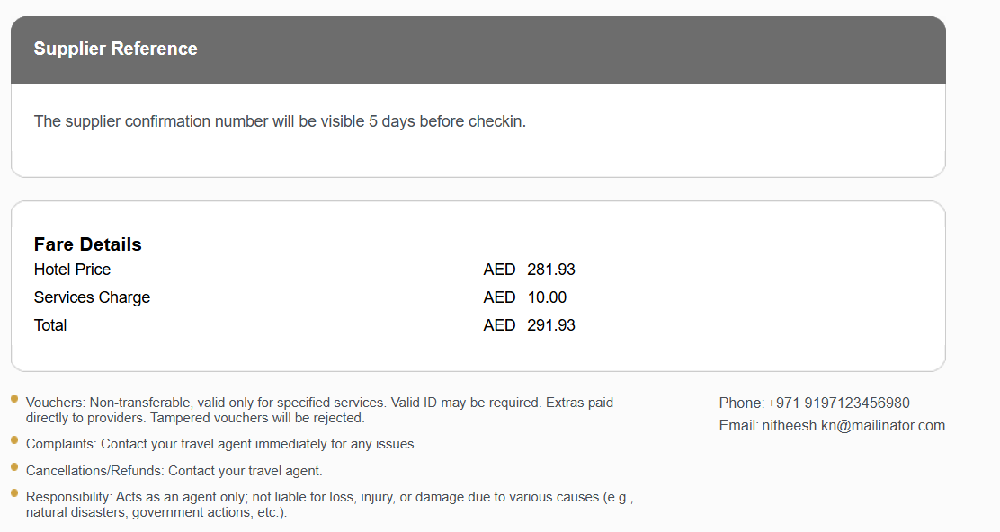 Supplier Reference
The supplier confirmation number will be visible 5 days before checkin.
Fare Details
Hotel Price AED 281.93
Services Charge AED 10.00
Total AED 291.93
Vouchers: Non-transferable, valid only for specified services. Valid ID may be required. Extras paid
directly to providers. Tampered vouchers will be rejected.
Complaints: Contact your travel agent immediately for any issues.
Cancellations/Refunds: Contact your travel agent.
Responsibility: Acts as an agent only; not liable for loss, injury, or damage due to various causes (e.g.,
natural disasters, government actions, etc.).
Phone: +971 9197123456980
Email: nitheesh.kn@mailinator.com